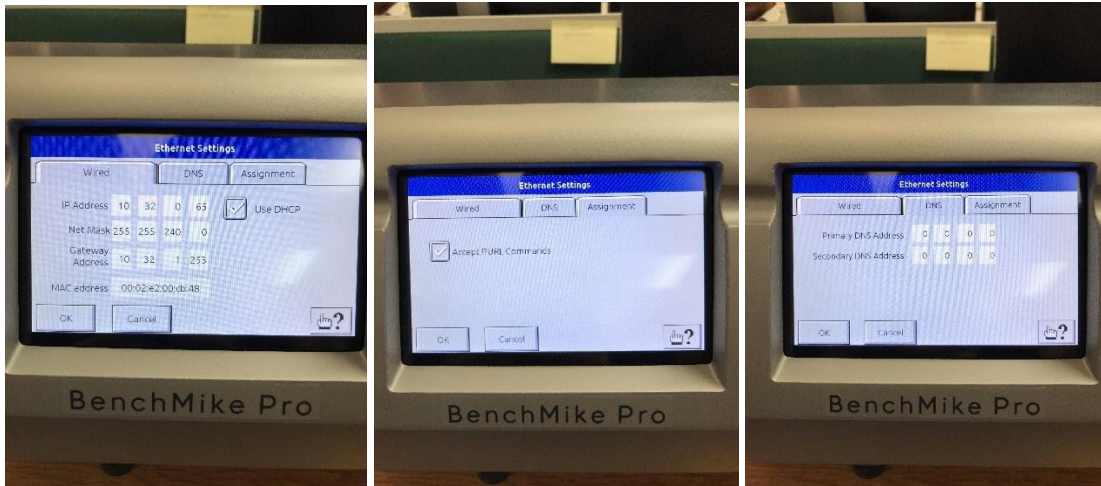 Ethernet Settings
Wired DNS Assignment
IP Address 10 32 0 65 Use DHCP
Net Mask 255 255 240 0
Gateway
Address 10 32 1 253
MAC address 00:02:e2:00:cb:48
OK Cancel ?
BenchMike Pro
Ethernet Settings
Wired DNS Assignment
Accept PURL Commands
OK Cancel ?
BenchMike Pro
Ethernet Settings
Wired DNS Assignment
Primary DNS Address 0 0 0 0
Secondary DNS Address 0 0 0 0
OK Cancel ?
BenchMike Pro